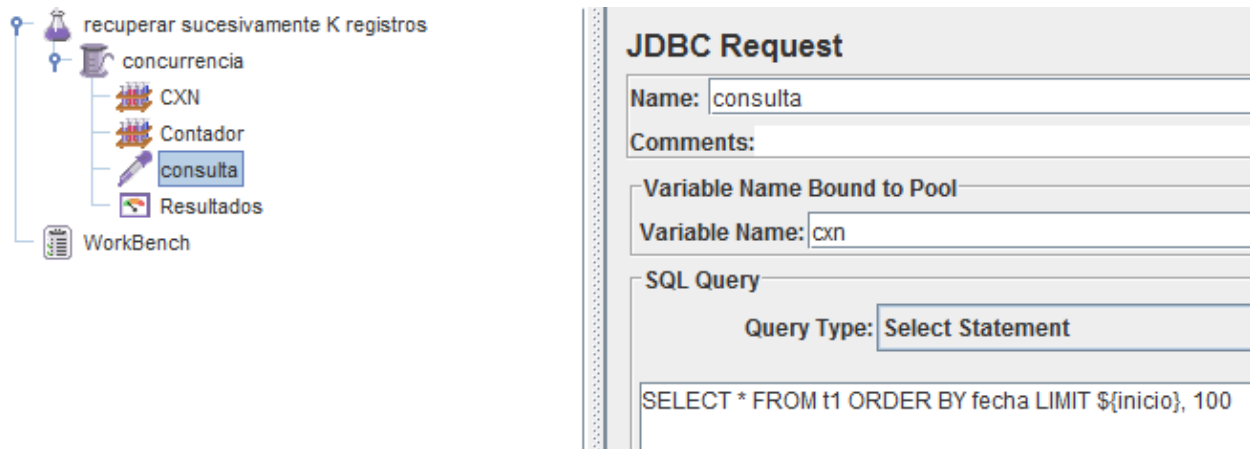 recuperar sucesivamente K registros
concurrencia
CXN
Contador
consulta
Resultados
WorkBench
JDBC Request
Name: consulta
Comments:
Variable Name Bound to Pool
Variable Name: cxn
SQL Query
Query Type: Select Statement
SELECT * FROM t1 ORDER BY fecha LIMIT ${inicio}, 100